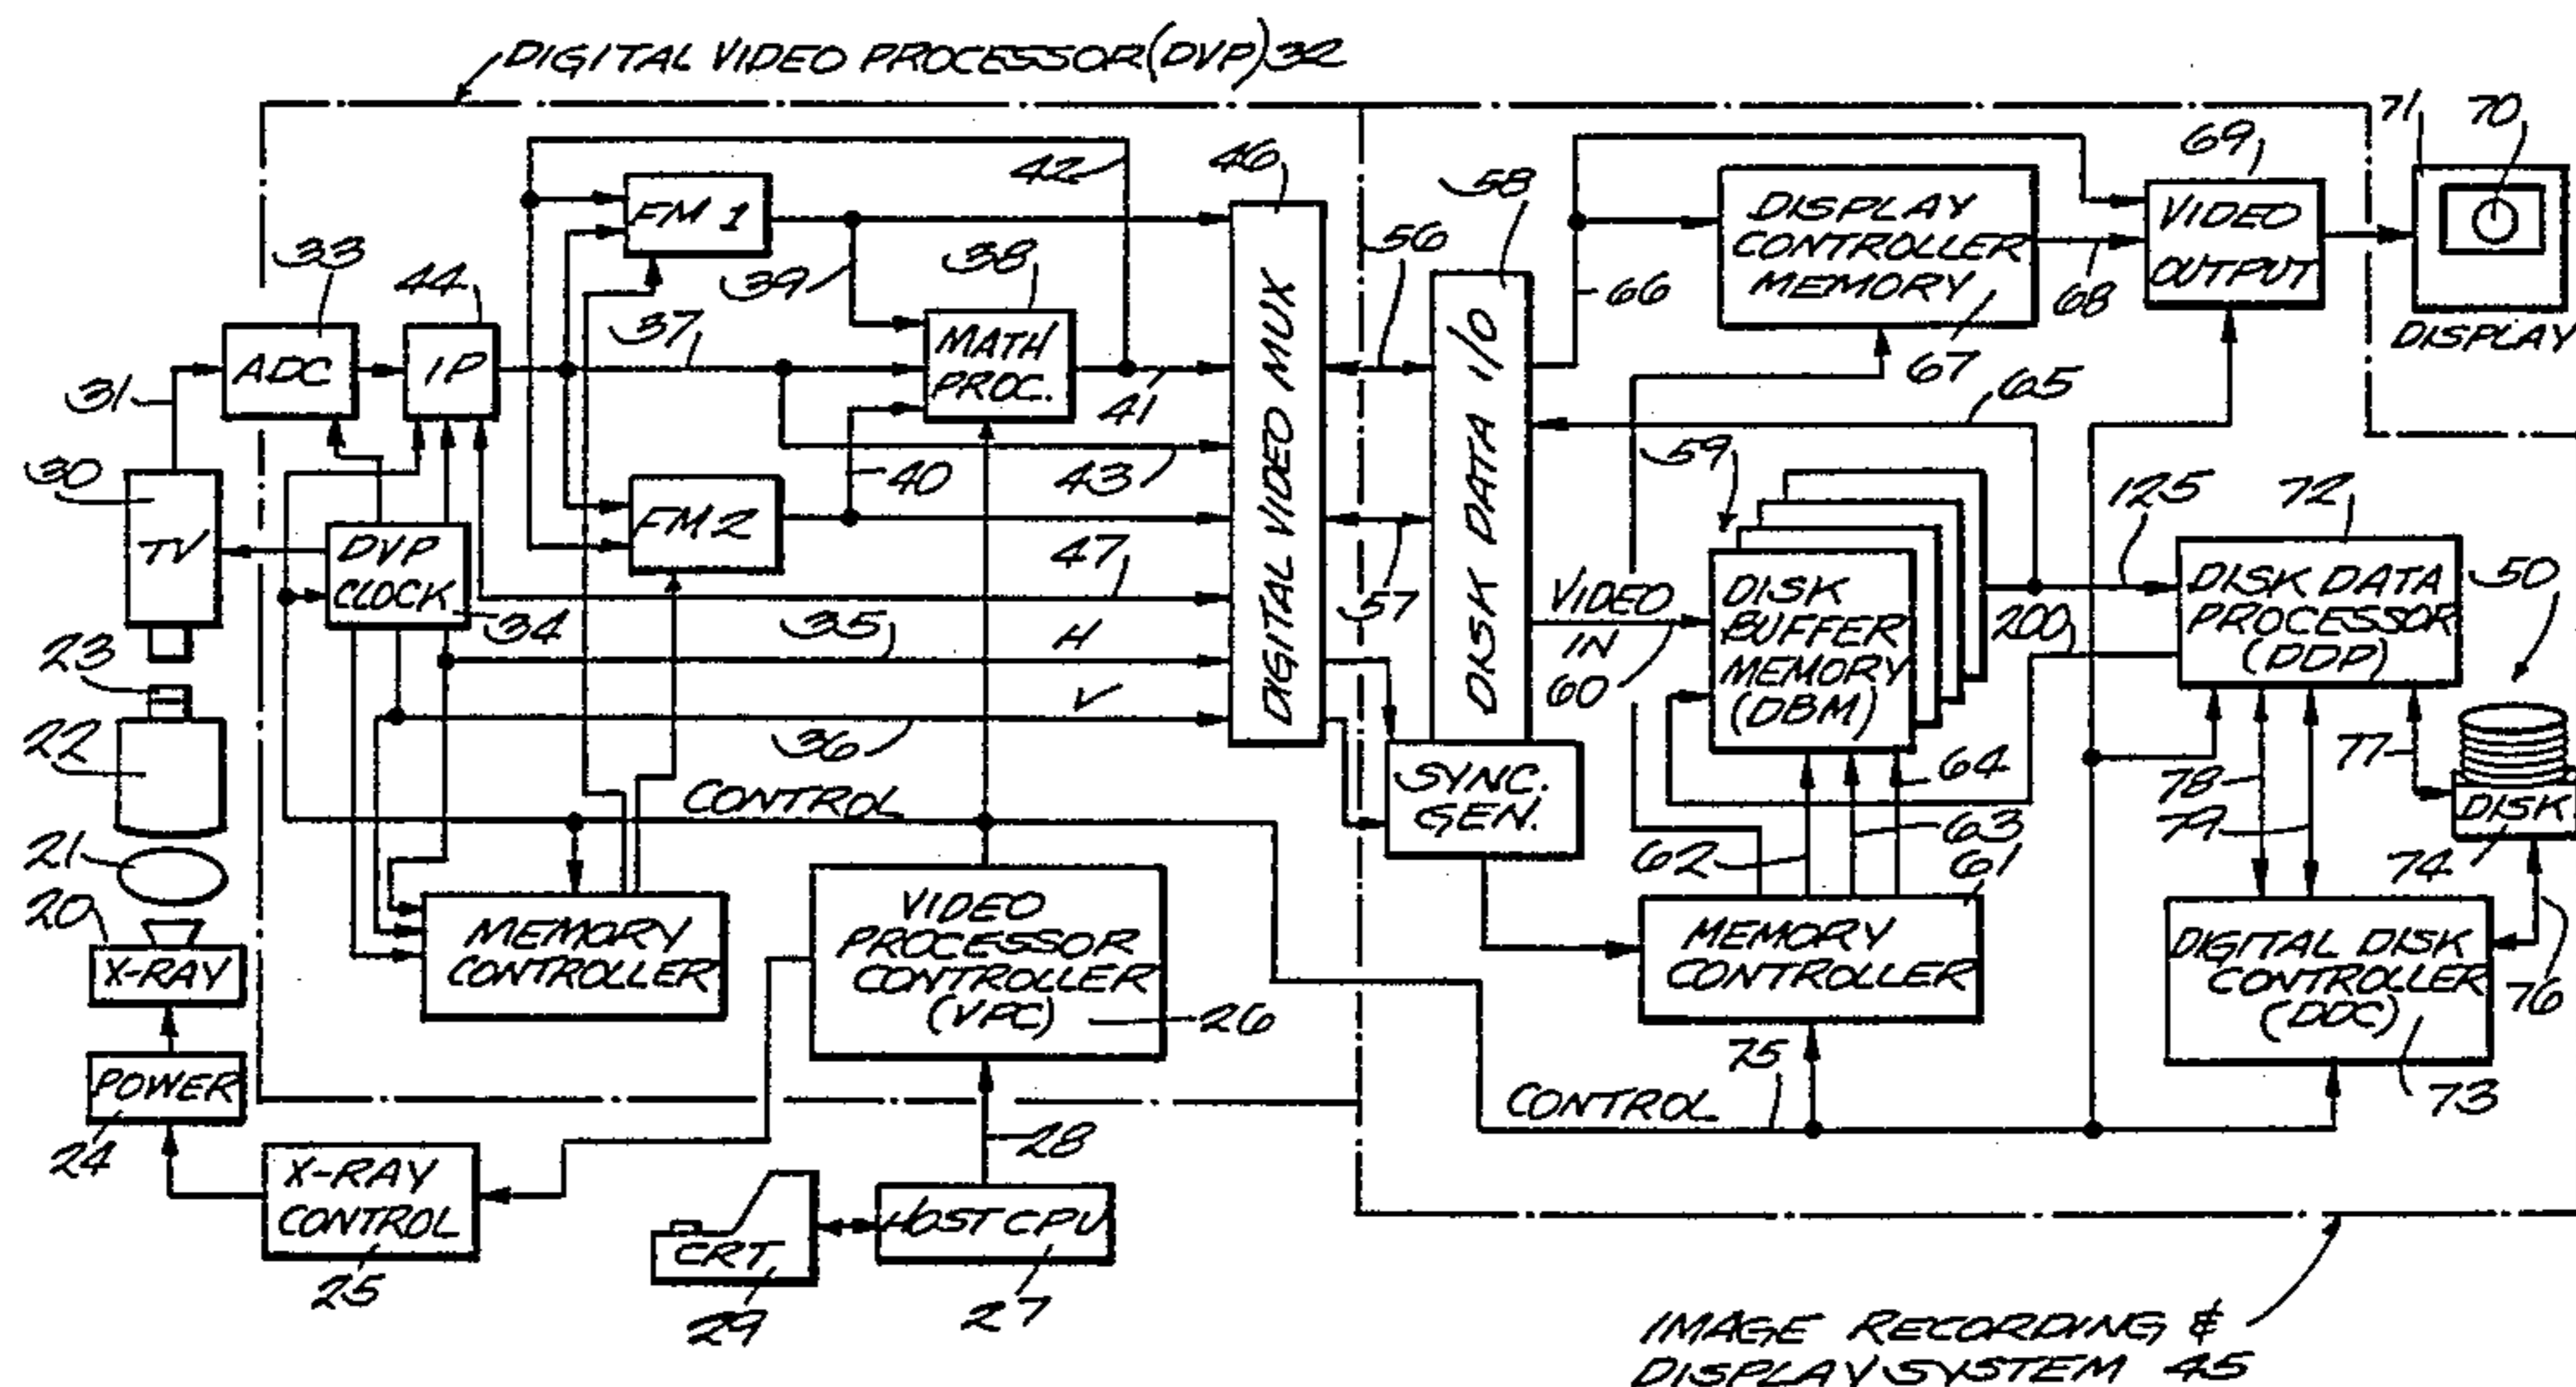 DIGITAL VIDEO PROCESSOR (DVP) 32
71
70
DISPLAY
46
58
69
42
FM 1
39
38
MATH
PROC.
33
44
37
ADC
IP
31
41
43
40
FM 2
47
30
TV
DVP
CLOCK
34
35
H
36
V
DIGITAL VIDEO MUX
56
57
DISK DATA I/O
66
DISPLAY
CONTROLLER
MEMORY
67
68
VIDEO
OUTPUT
65
59
VIDEO
IN
60
DISK
BUFFER
MEMORY
(DBM)
125
72
200
DISK DATA
PROCESSOR
(DDP)
50
77
78
79
DISK
74
76
23
22
21
20
X-RAY
POWER
24
X-RAY
CONTROL
25
CONTROL
MEMORY
CONTROLLER
VIDEO
PROCESSOR
CONTROLLER
(VPC)
26
28
CRT
29
HOST CPU
27
SYNC.
GEN.
62
63
64
61
MEMORY
CONTROLLER
75
CONTROL
DIGITAL DISK
CONTROLLER
(DDC)
73
IMAGE RECORDING &
DISPLAY SYSTEM 45